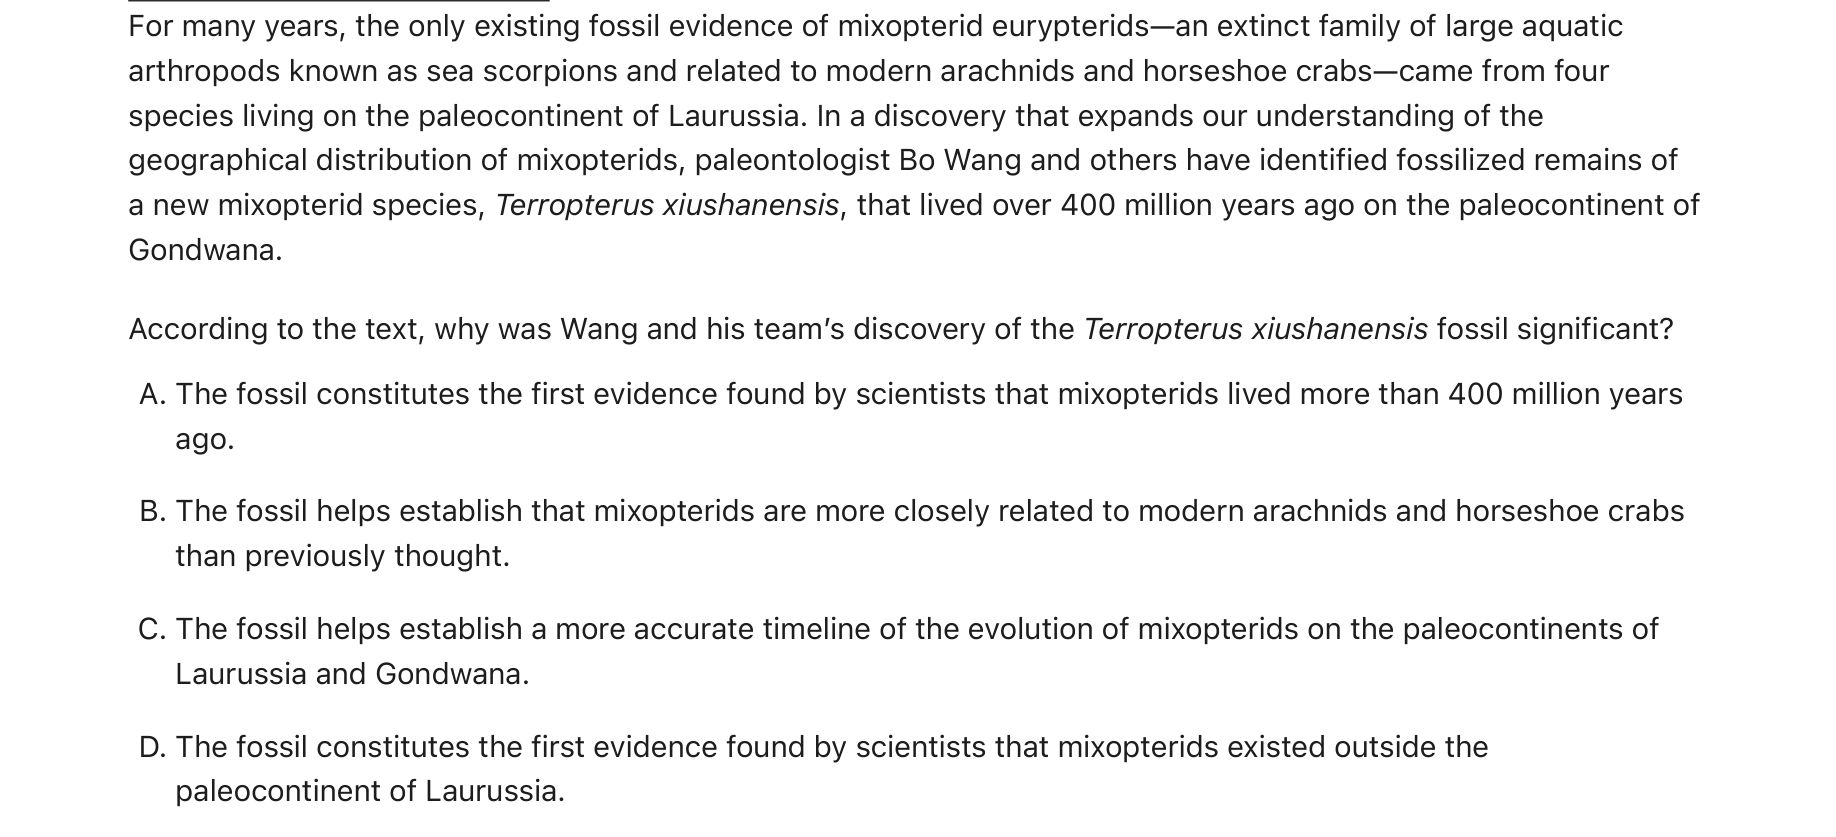 For many years, the only existing fossil evidence of mixopterid eurypterids—an extinct family of large aquatic
arthropods known as sea scorpions and related to modern arachnids and horseshoe crabs—came from four
species living on the paleocontinent of Laurussia. In a discovery that expands our understanding of the
geographical distribution of mixopterids, paleontologist Bo Wang and others have identified fossilized remains of
a new mixopterid species, Terropterus xiushanensis, that lived over 400 million years ago on the paleocontinent of
Gondwana.
According to the text, why was Wang and his team’s discovery of the Terropterus xiushanensis fossil significant?
A. The fossil constitutes the first evidence found by scientists that mixopterids lived more than 400 million years
ago.
B. The fossil helps establish that mixopterids are more closely related to modern arachnids and horseshoe crabs
than previously thought.
C. The fossil helps establish a more accurate timeline of the evolution of mixopterids on the paleocontinents of
Laurussia and Gondwana.
D. The fossil constitutes the first evidence found by scientists that mixopterids existed outside the
paleocontinent of Laurussia.